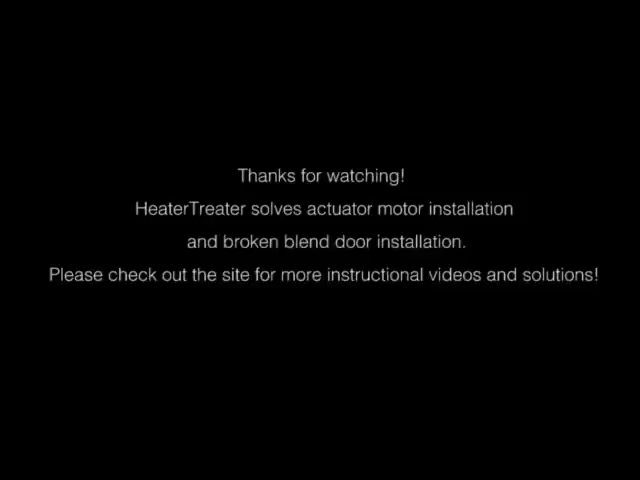 Thanks for watching!
HeaterTreater solves actuator motor installation
and broken blend door installation.
Please check out the site for more instructional videos and solutions!